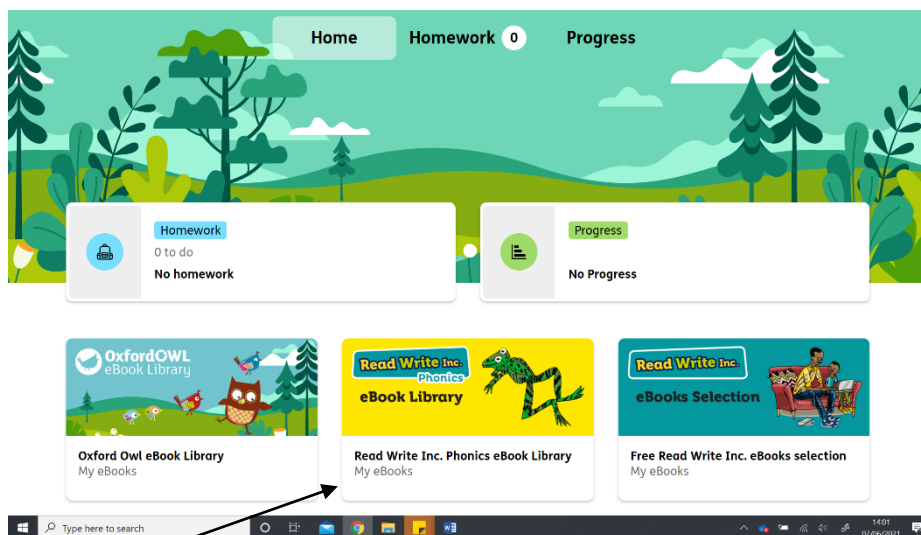 Home Homework 0 Progress
Homework
0 to do
No homework
Progress
No Progress
OxfordOWL
eBook Library
Oxford Owl eBook Library
My eBooks
Read Write Inc.
Phonics
eBook Library
Read Write Inc. Phonics eBook Library
My eBooks
Read Write Inc.
eBooks Selection
Free Read Write Inc. eBooks selection
My eBooks
Type here to search
14:01
07/06/2021